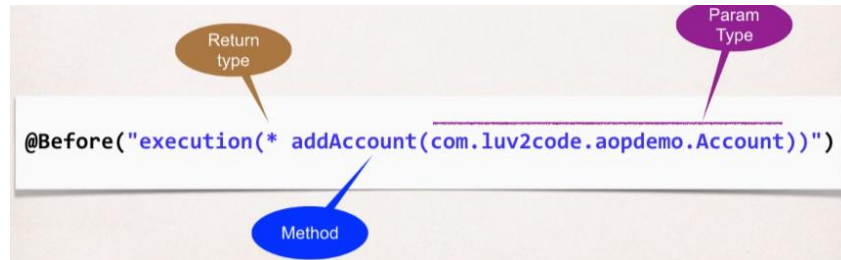 Return
type
Param
Type
@Before("execution(* addAccount(com.luv2code.aopdemo.Account))")
Method